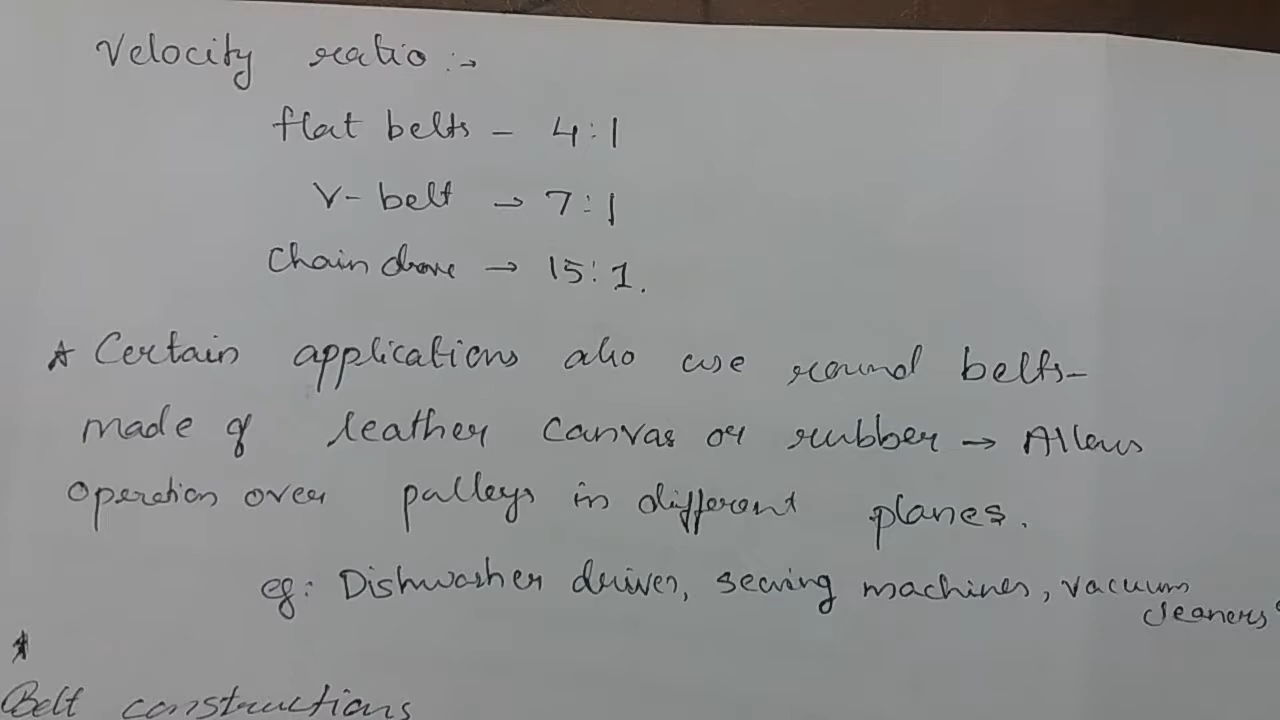 Velocity ratio :→
flat belts - 4:1
V-belt → 7:1
Chain drive → 15:1.
* Certain applications also use round belts-
made of leather canvas or rubber → Allows
operation over pulleys in different planes.
eg: Dishwasher drives, sewing machines, vacuum
cleaners
*
Belt constructions